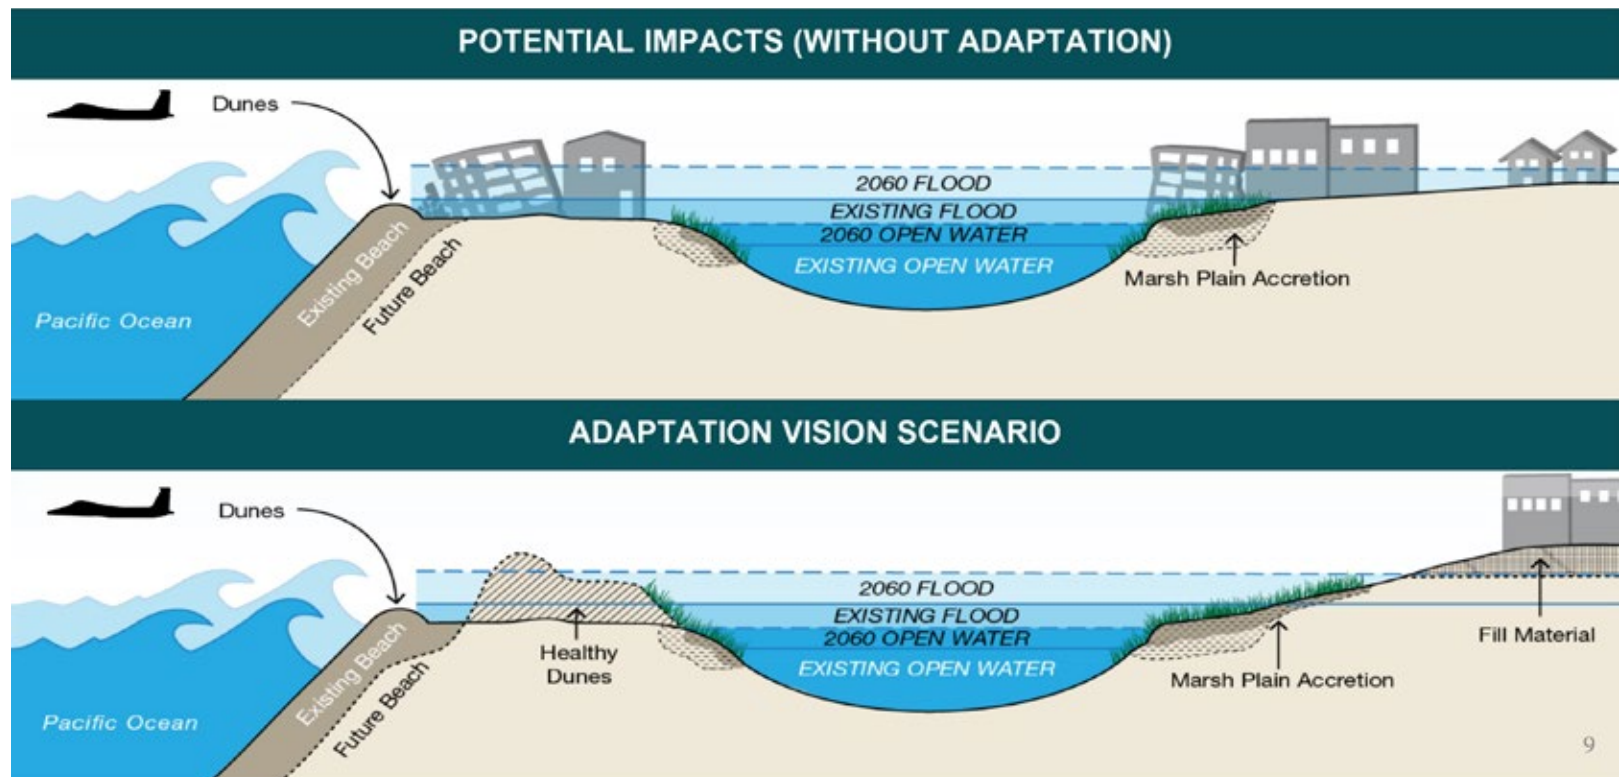 POTENTIAL IMPACTS (WITHOUT ADAPTATION)
Dunes
2060 FLOOD
EXISTING FLOOD
2060 OPEN WATER
EXISTING OPEN WATER
Existing Beach
Future Beach
Pacific Ocean
Marsh Plain Accretion
ADAPTATION VISION SCENARIO
Dunes
2060 FLOOD
EXISTING FLOOD
2060 OPEN WATER
EXISTING OPEN WATER
Healthy
Dunes
Existing Beach
Future Beach
Pacific Ocean
Marsh Plain Accretion
Fill Material
9